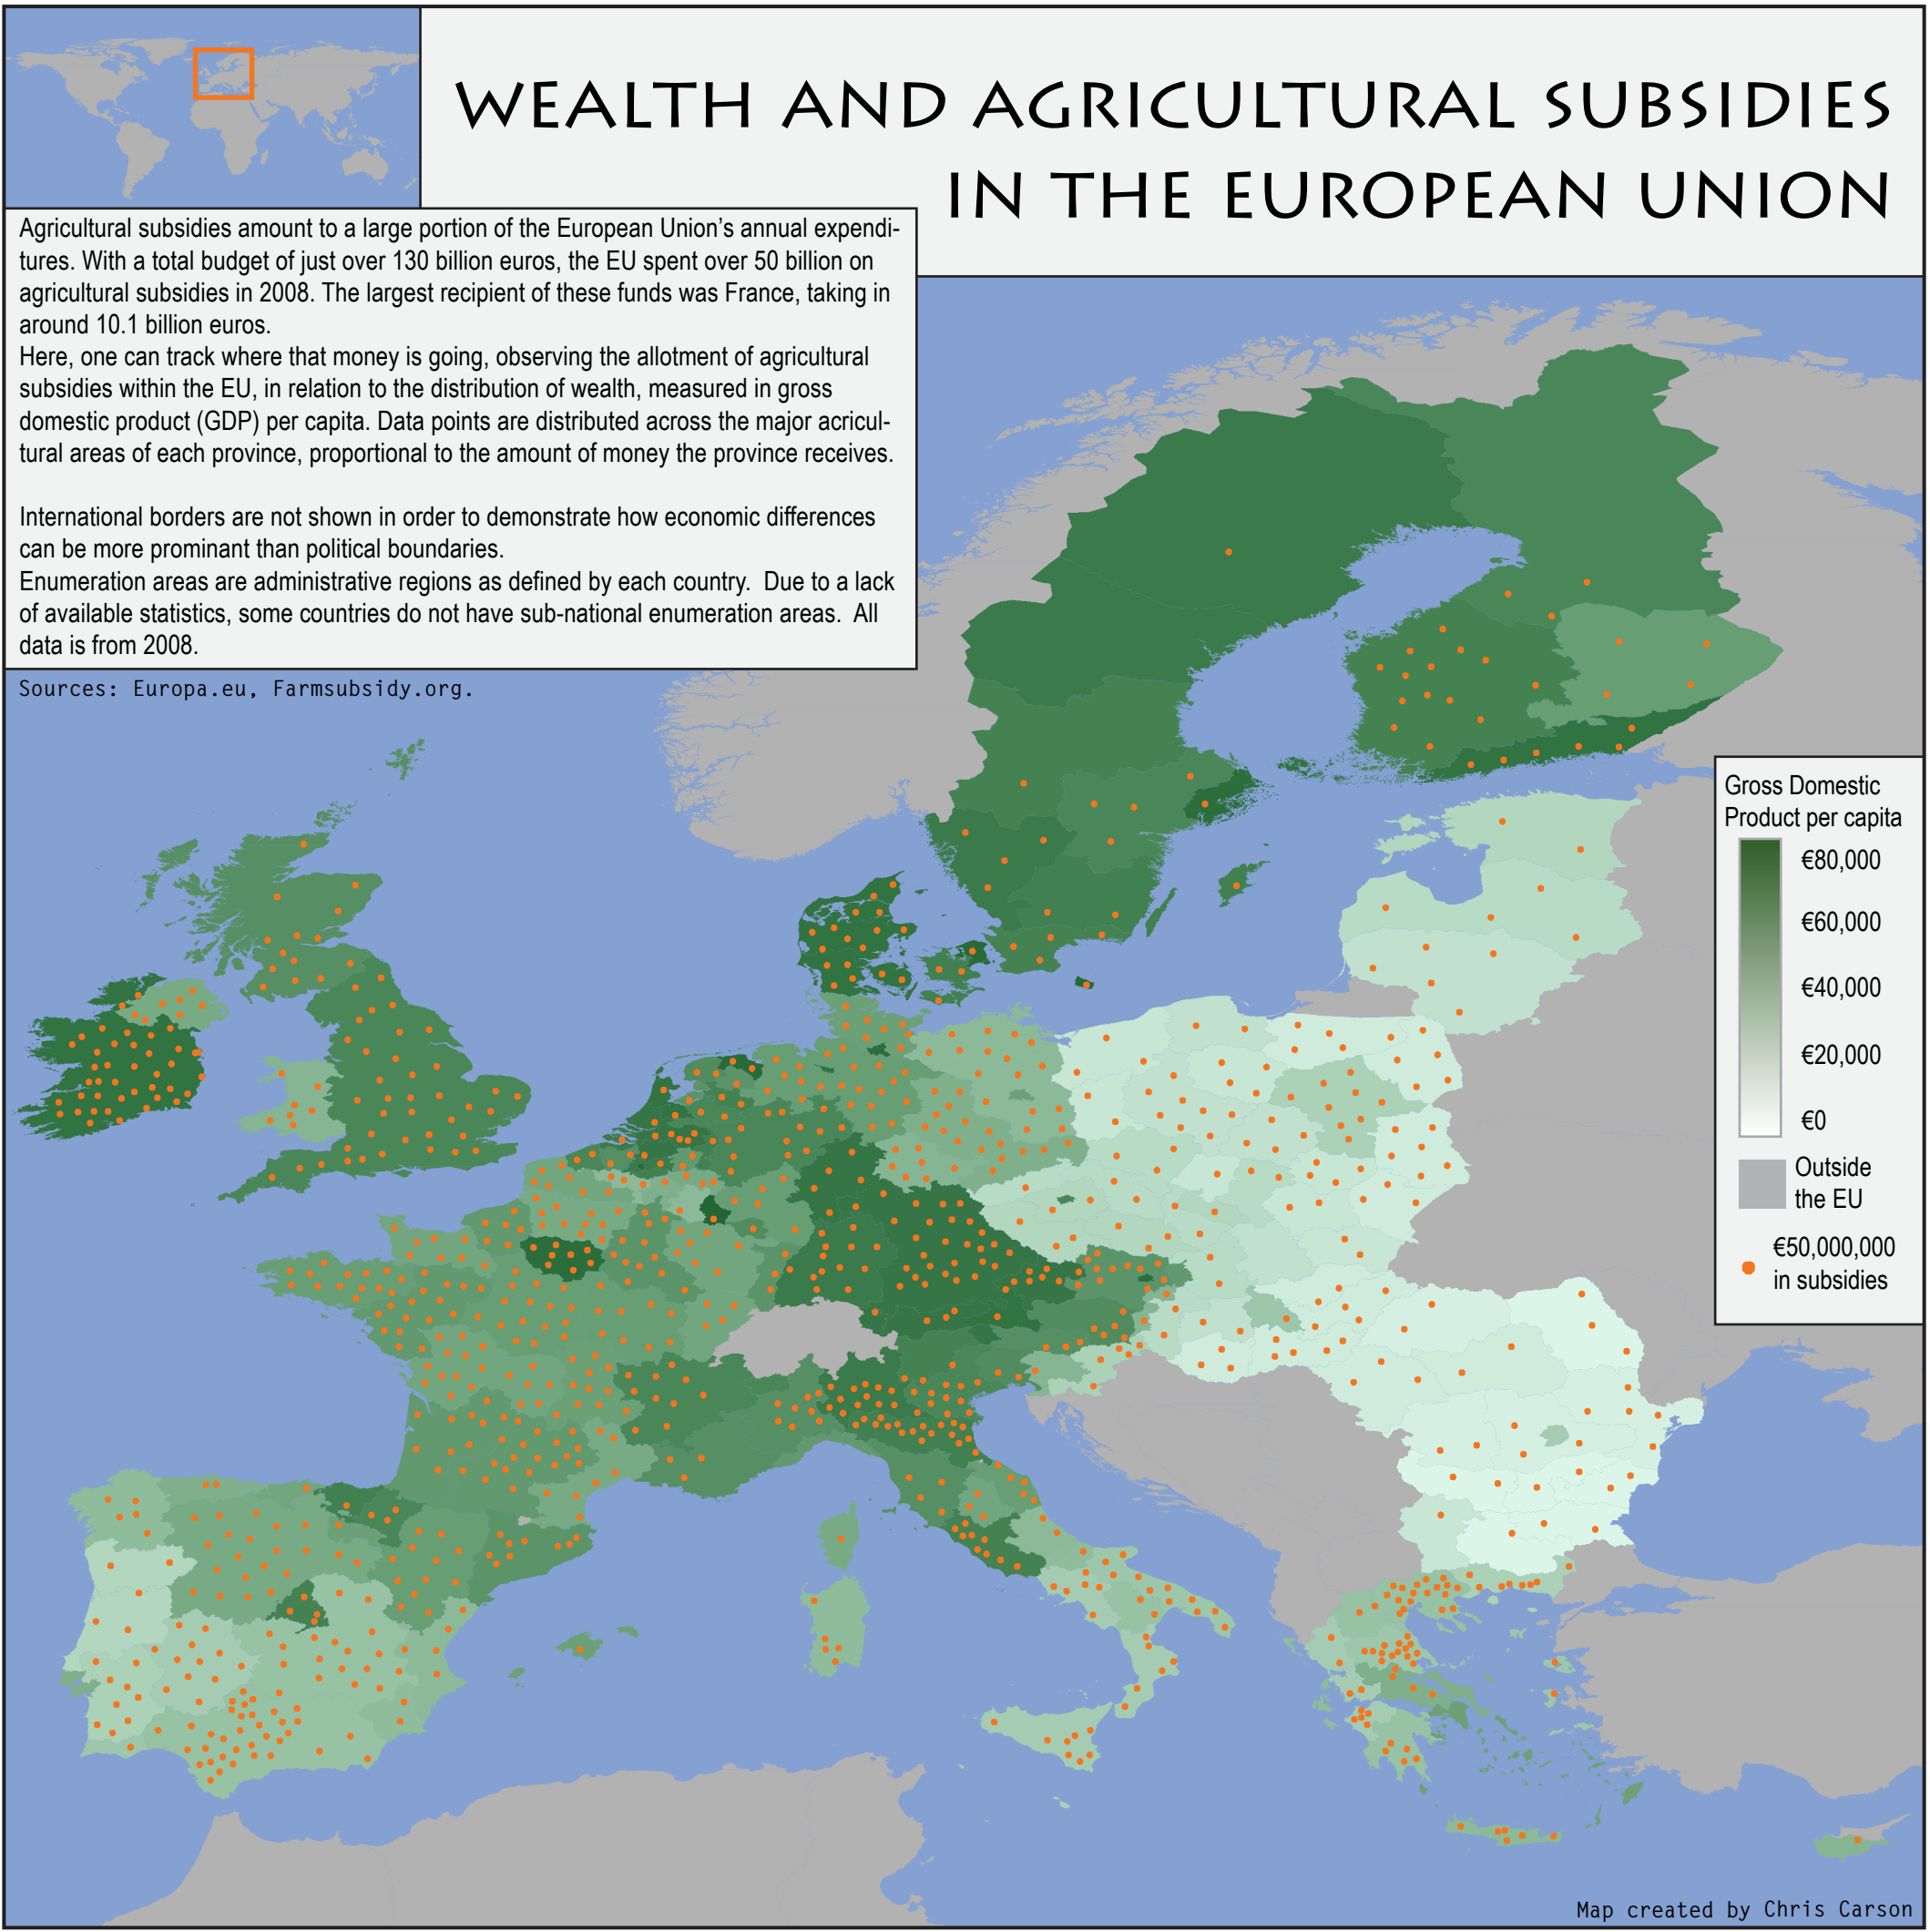 WEALTH AND AGRICULTURAL SUBSIDIES
IN THE EUROPEAN UNION
Agricultural subsidies amount to a large portion of the European Union’s annual expendi-
tures. With a total budget of just over 130 billion euros, the EU spent over 50 billion on
agricultural subsidies in 2008. The largest recipient of these funds was France, taking in
around 10.1 billion euros.
Here, one can track where that money is going, observing the allotment of agricultural
subsidies within the EU, in relation to the distribution of wealth, measured in gross
domestic product (GDP) per capita. Data points are distributed across the major acricul-
tural areas of each province, proportional to the amount of money the province receives.
International borders are not shown in order to demonstrate how economic differences
can be more prominant than political boundaries.
Enumeration areas are administrative regions as defined by each country.  Due to a lack
of available statistics, some countries do not have sub-national enumeration areas.  All
data is from 2008.
Sources: Europa.eu, Farmsubsidy.org.
Gross Domestic
Product per capita
€80,000
€60,000
€40,000
€20,000
€0
Outside
the EU
€50,000,000
in subsidies
Map created by Chris Carson